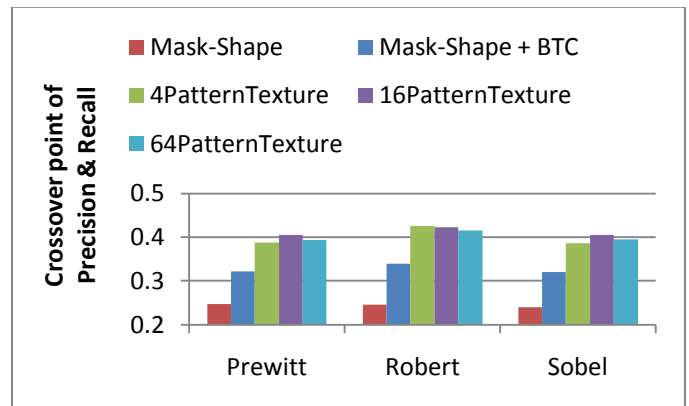 Mask-Shape
Mask-Shape + BTC
4PatternTexture
16PatternTexture
64PatternTexture
Crossover point of
Precision & Recall
0.5
0.4
0.3
0.2
Prewitt
Robert
Sobel